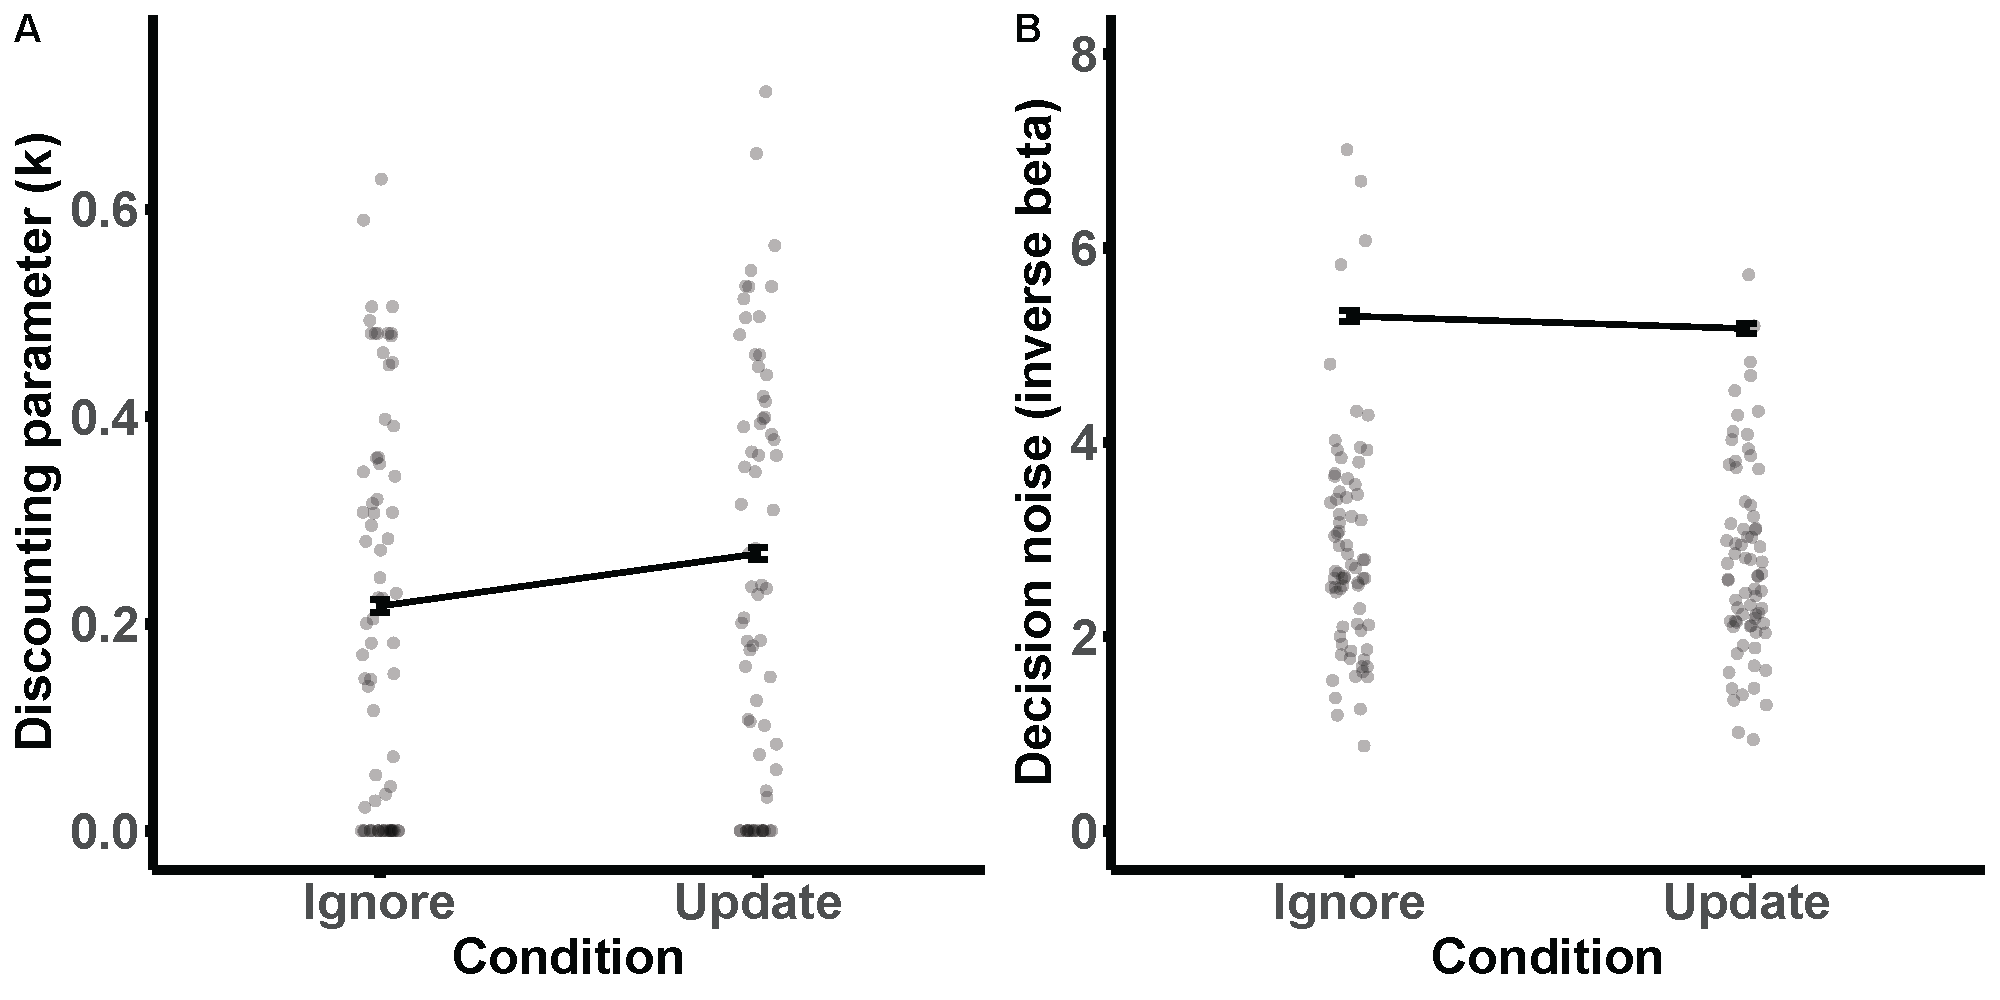 A
Discounting parameter (k)
0.6
0.4
0.2
0.0
Ignore
Update
Condition
B
Decision noise (inverse beta)
8
6
4
2
0
Ignore
Update
Condition